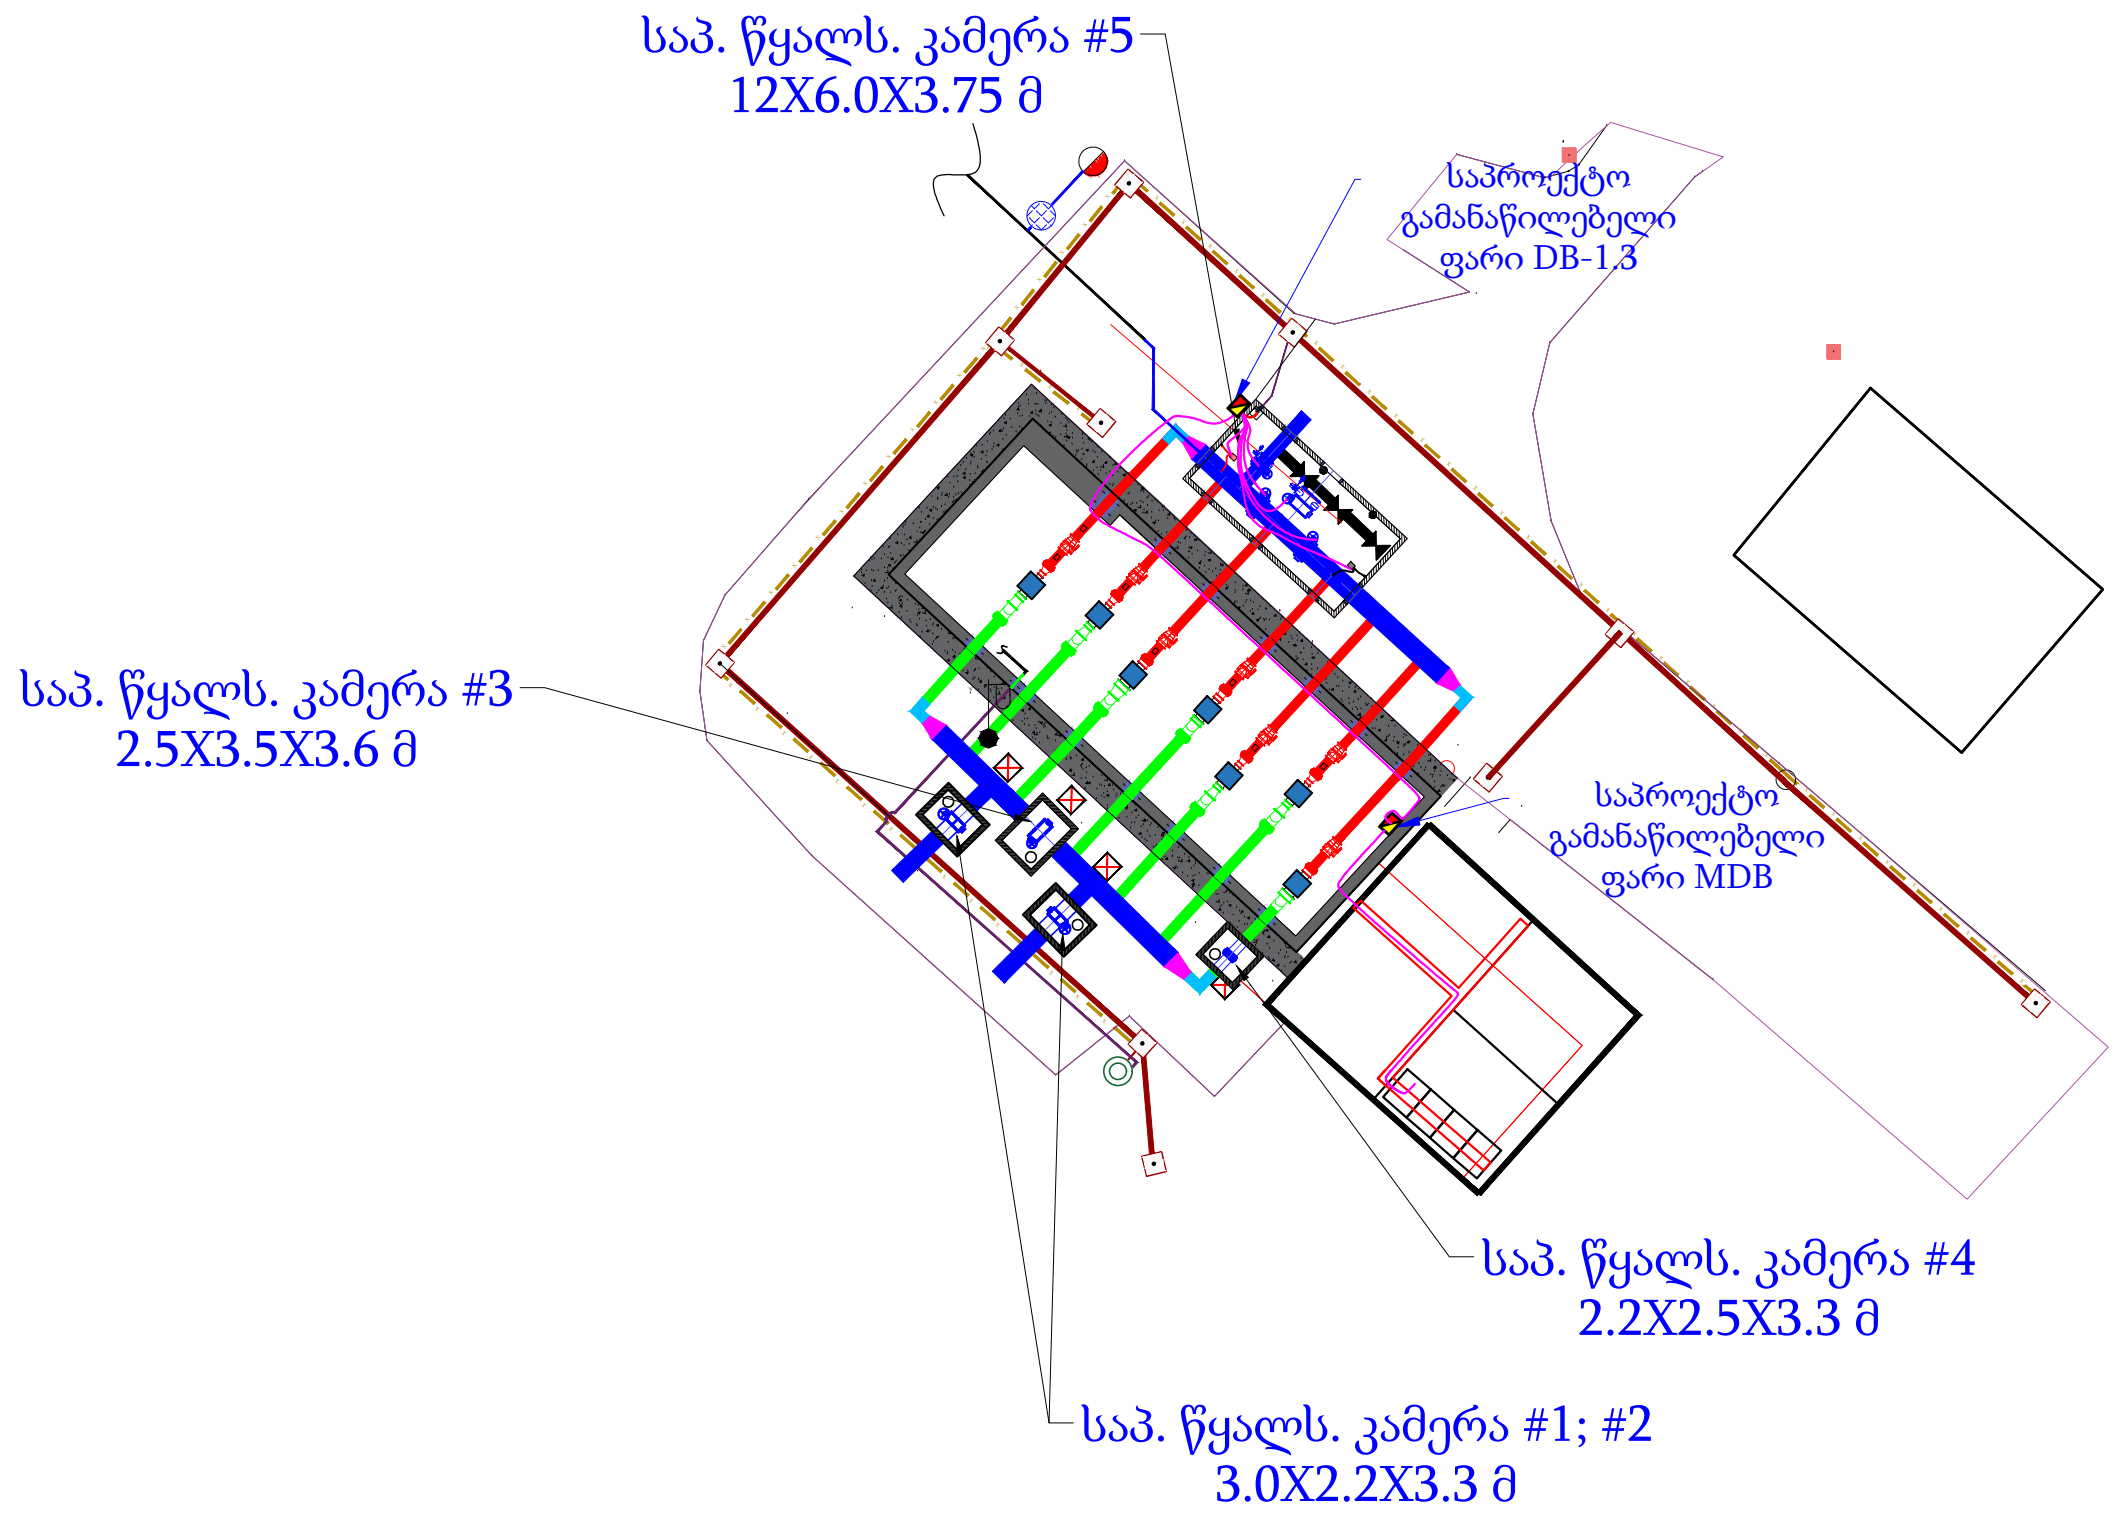 საპ. წყალს. კამერა #5
12X6.0X3.75 მ
საპროექტო
გამანაწილებელი
ფარი DB-1.3
საპ. წყალს. კამერა #3
2.5X3.5X3.6 მ
საპროექტო
გამანაწილებელი
ფარი MDB
საპ. წყალს. კამერა #4
2.2X2.5X3.3 მ
საპ. წყალს. კამერა #1; #2
3.0X2.2X3.3 მ